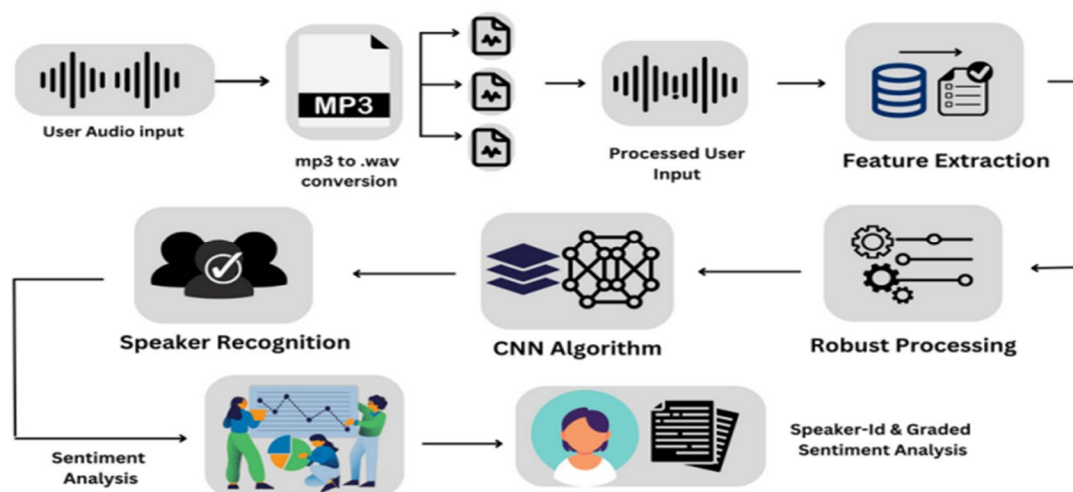 MP3
User Audio input
mp3 to .wav
conversion
Processed User
Input
Feature Extraction
Speaker Recognition
CNN Algorithm
Robust Processing
Sentiment
Analysis
Speaker-Id & Graded
Sentiment Analysis